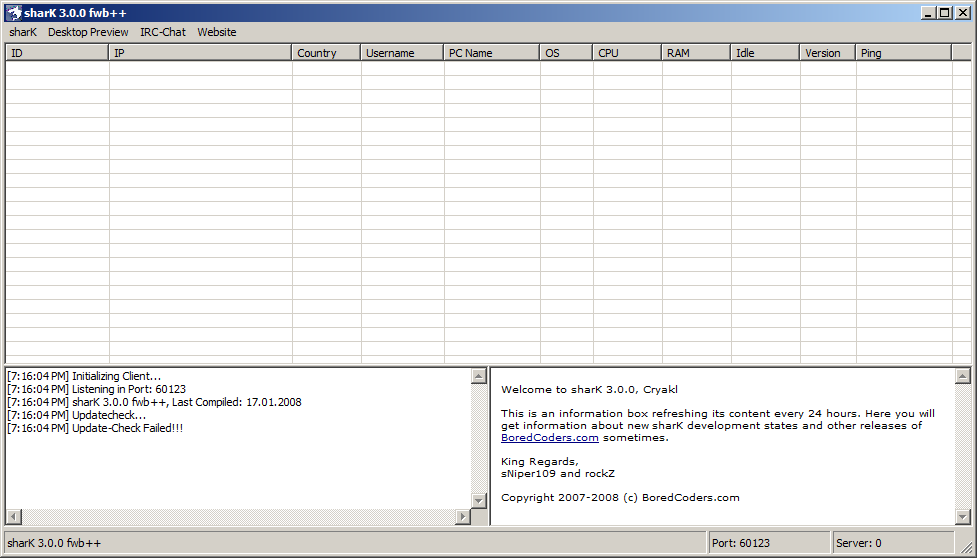 sharK 3.0.0 fwb++
sharK Desktop Preview IRC-Chat Website
ID IP Country Username PC Name OS CPU RAM Idle Version Ping
[7:16:04 PM] Initializing Client...
[7:16:04 PM] Listening in Port: 60123
[7:16:04 PM] sharK 3.0.0 fwb++, Last Compiled: 17.01.2008
[7:16:04 PM] Updatecheck...
[7:16:04 PM] Update-Check Failed!!!
Welcome to sharK 3.0.0, Cryakl
This is an information box refreshing its content every 24 hours. Here you will
get information about new sharK development states and other releases of
BoredCoders.com sometimes.
King Regards,
sNiper109 and rockZ
Copyright 2007-2008 (c) BoredCoders.com
sharK 3.0.0 fwb++ Port: 60123 Server: 0